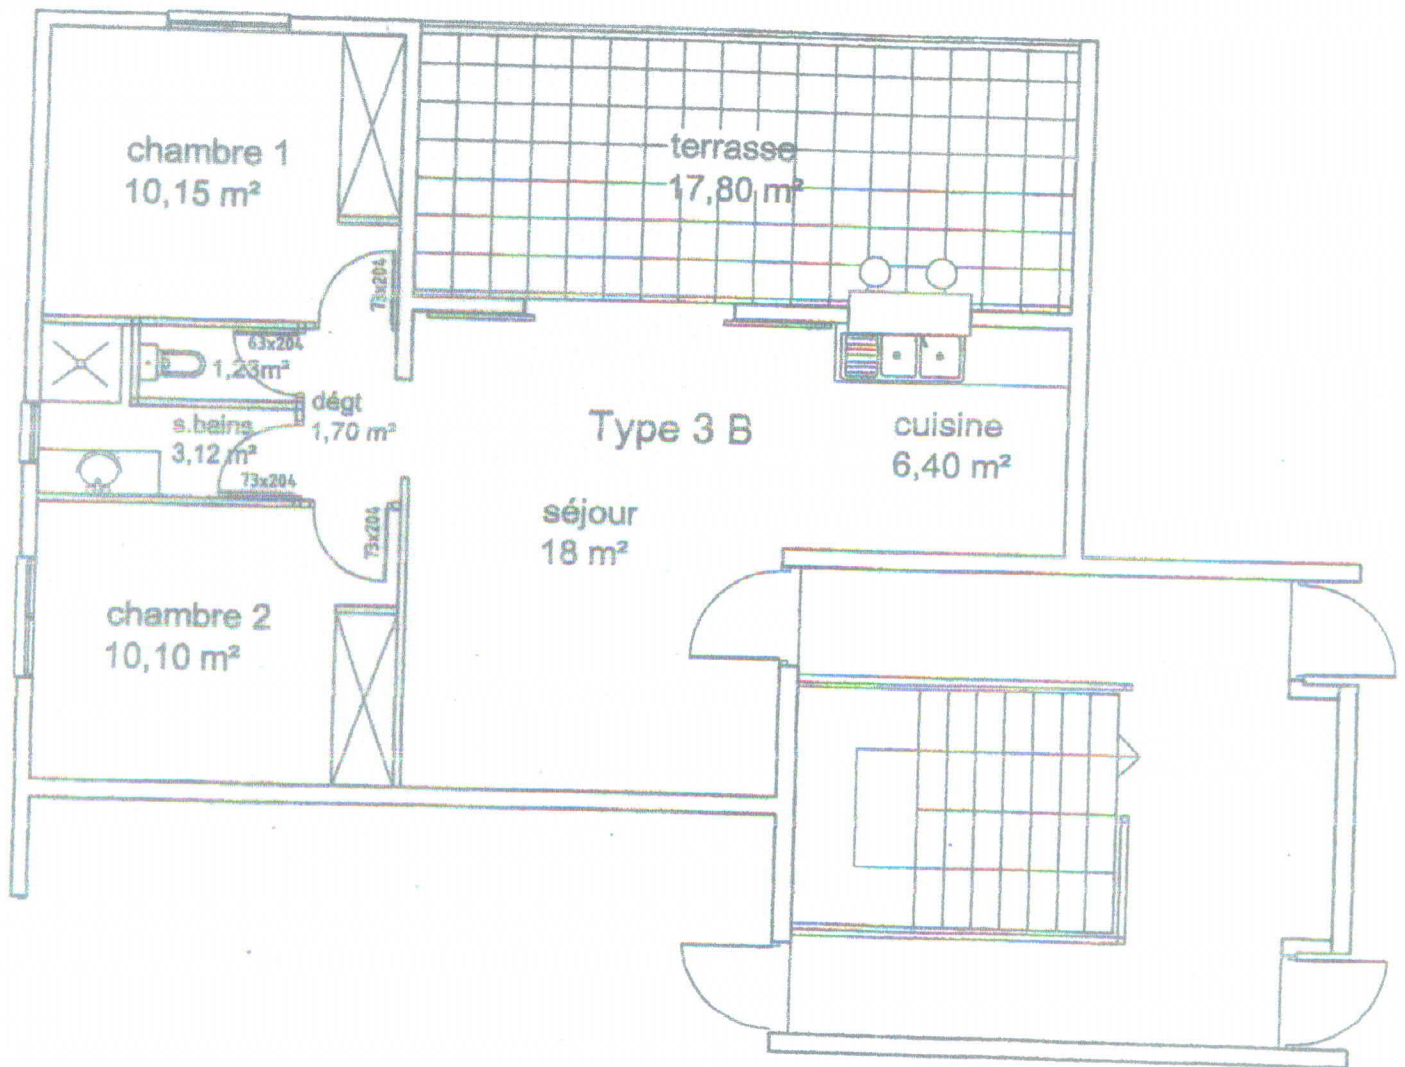 chambre 1
10,15 m²
terrasse
17,80 m²
73x204
63x204
1,23m²
dégt
1,70 m²
s.bains
3,12 m²
73x204
Type 3 B
cuisine
6,40 m²
séjour
18 m²
73x204
chambre 2
10,10 m²